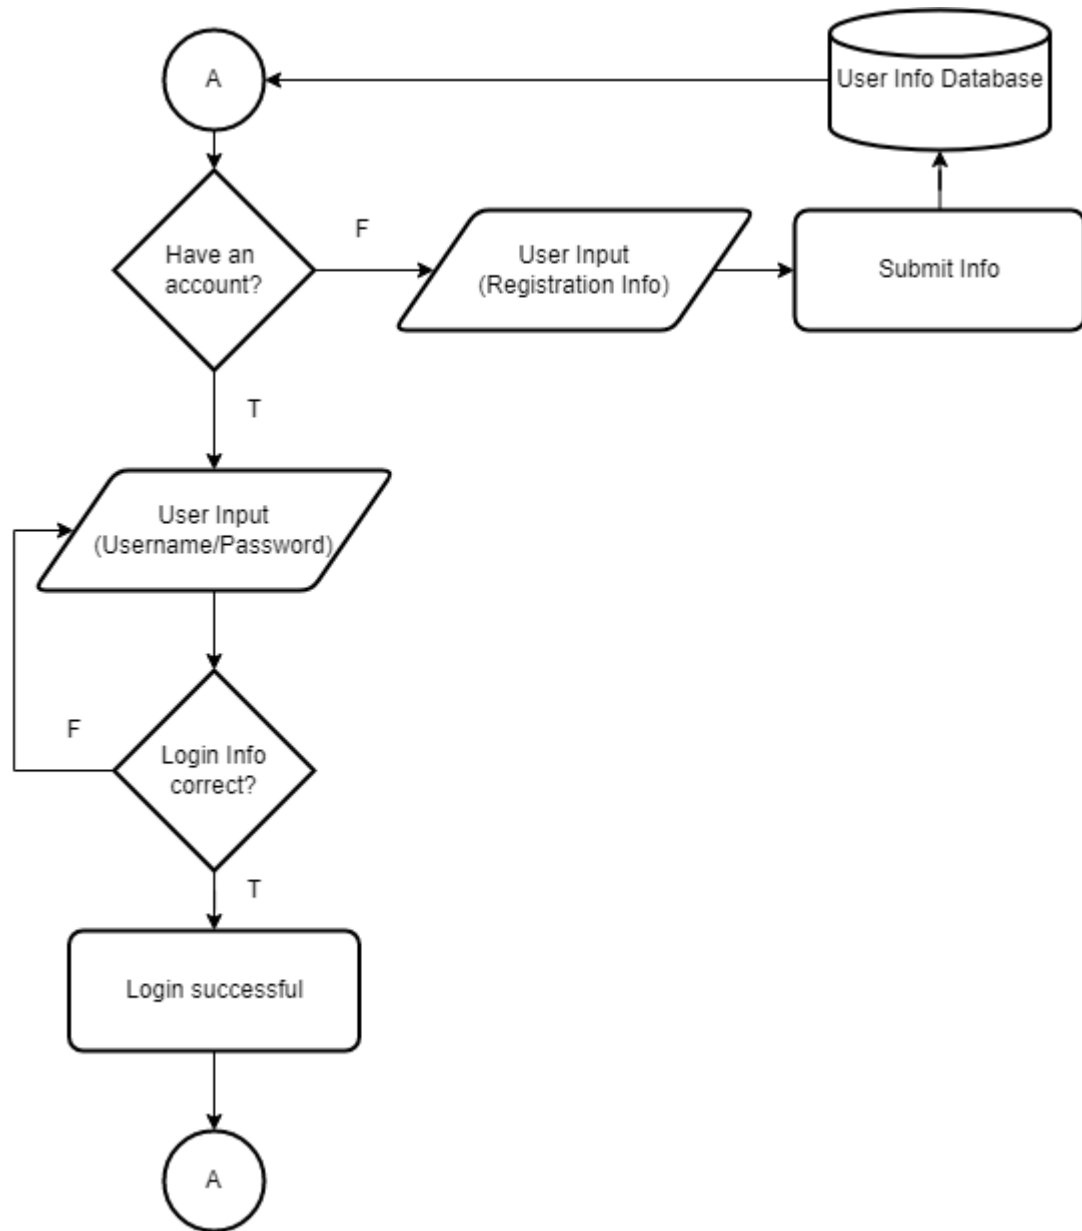 A
User Info Database
Have an
account?
F
User Input
(Registration Info)
Submit Info
T
User Input
(Username/Password)
F
Login Info
correct?
T
Login successful
A